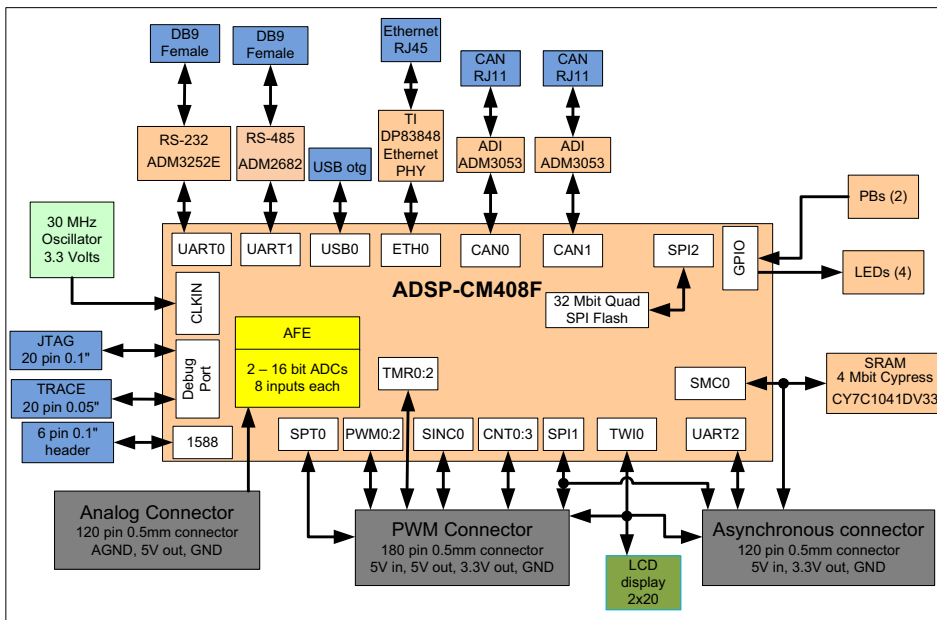 DB9
Female
DB9
Female
Ethernet
RJ45
CAN
RJ11
CAN
RJ11
RS-232
ADM3252E
RS-485
ADM2682
USB otg
TI
DP83848
Ethernet
PHY
ADI
ADM3053
ADI
ADM3053
30 MHz
Oscillator
3.3 Volts
PBs (2)
LEDs (4)
UART0
UART1
USB0
ETH0
CAN0
CAN1
SPI2
GPIO
ADSP-CM408F
CLKIN
32 Mbit Quad
SPI Flash
JTAG
20 pin 0.1"
TRACE
20 pin 0.05"
6 pin 0.1"
header
Debug
Port
1588
AFE
2 – 16 bit ADCs
8 inputs each
TMR0:2
SMC0
SRAM
4 Mbit Cypress
CY7C1041DV33
SPT0
PWM0:2
SINC0
CNT0:3
SPI1
TWI0
UART2
Analog Connector
120 pin 0.5mm connector
AGND, 5V out, GND
PWM Connector
180 pin 0.5mm connector
5V in, 5V out, 3.3V out, GND
Asynchronous connector
120 pin 0.5mm connector
5V in, 3.3V out, GND
LCD
display
2x20